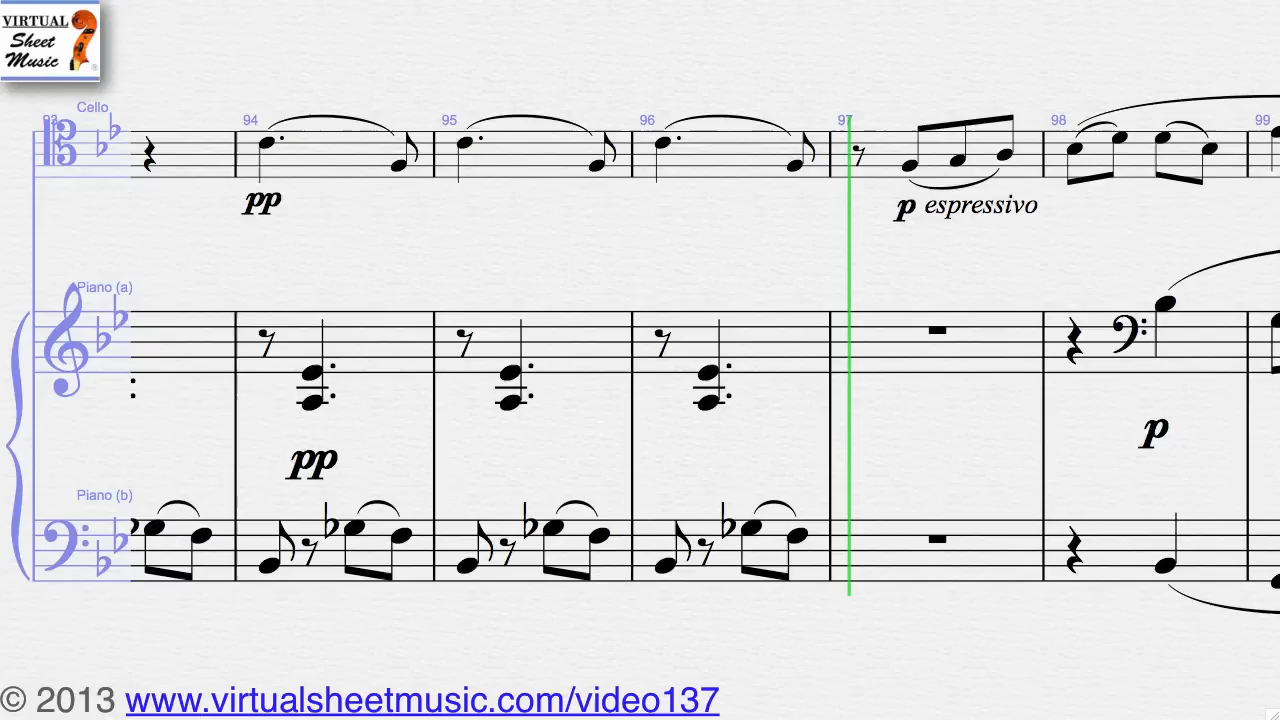 VIRTUAL
Sheet
Music
®
Cello
93 94 95 96 97 98 99
pp
p espressivo
Piano (a)
pp
p
Piano (b)
© 2013 www.virtualsheetmusic.com/video137